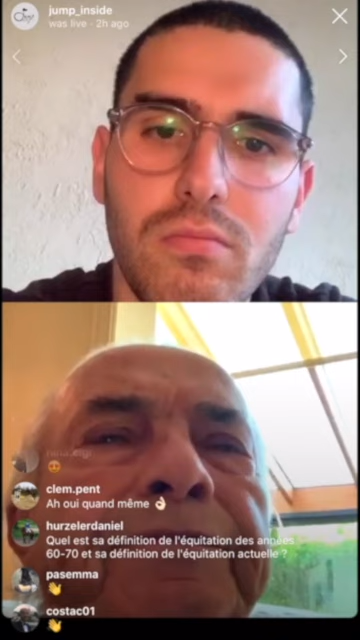 jump_inside
was live · 2h ago
clem.pent
Ah oui quand même 👌🏻
hurzelerdaniel
Quel est sa définition de l'équitation des années
60-70 et sa définition de l'équitation actuelle ?
pasemma
👋
costac01
👋